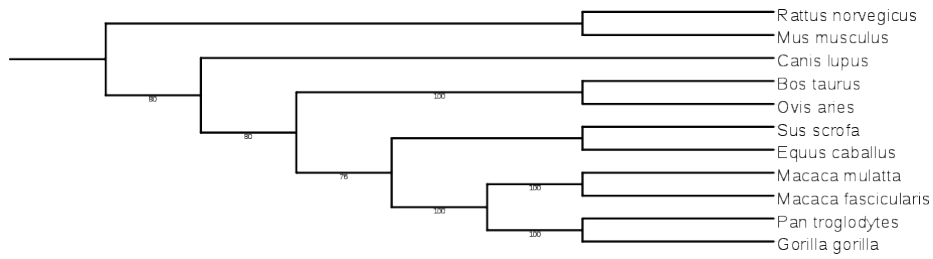 Rattus norvegicus
Mus musculus
Canis lupus
80
Bos taurus
100
Ovis aries
80
Sus scrofa
Equus caballus
76
Macaca mulatta
100
Macaca fascicularis
100
Pan troglodytes
100
Gorilla gorilla